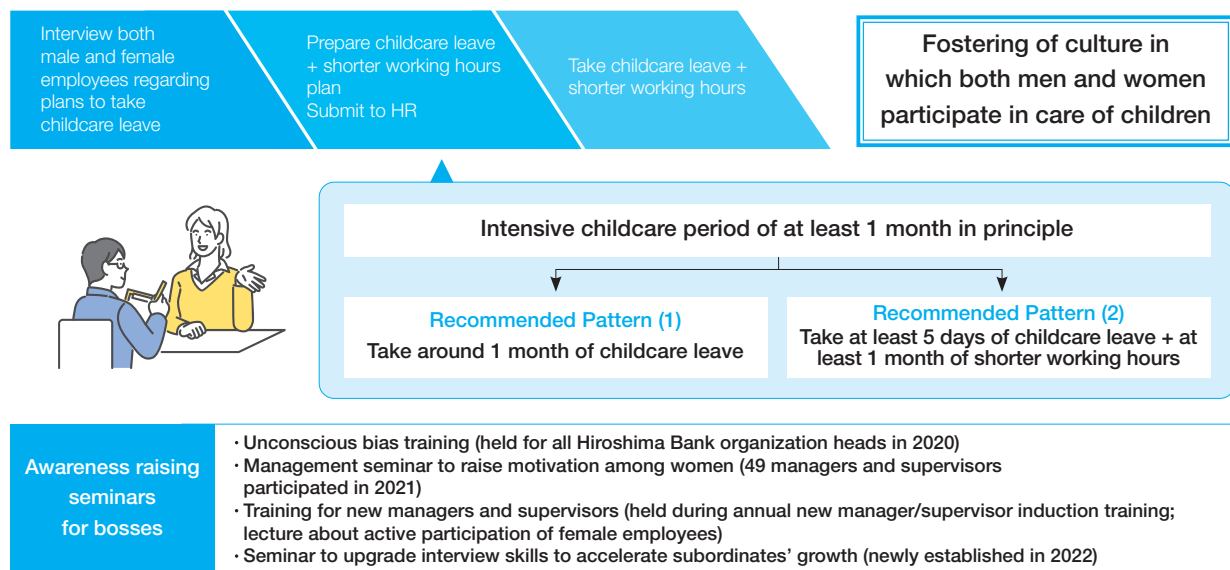 Interview both
male and female
employees regarding
plans to take
childcare leave
Prepare childcare leave
+ shorter working hours
plan
Submit to HR
Take childcare leave +
shorter working hours
Fostering of culture in
which both men and women
participate in care of children
Intensive childcare period of at least 1 month in principle
Recommended Pattern (1)
Take around 1 month of childcare leave
Recommended Pattern (2)
Take at least 5 days of childcare leave + at
least 1 month of shorter working hours
Awareness raising
seminars
for bosses
· Unconscious bias training (held for all Hiroshima Bank organization heads in 2020)
· Management seminar to raise motivation among women (49 managers and supervisors
participated in 2021)
· Training for new managers and supervisors (held during annual new manager/supervisor induction training;
lecture about active participation of female employees)
· Seminar to upgrade interview skills to accelerate subordinates’ growth (newly established in 2022)